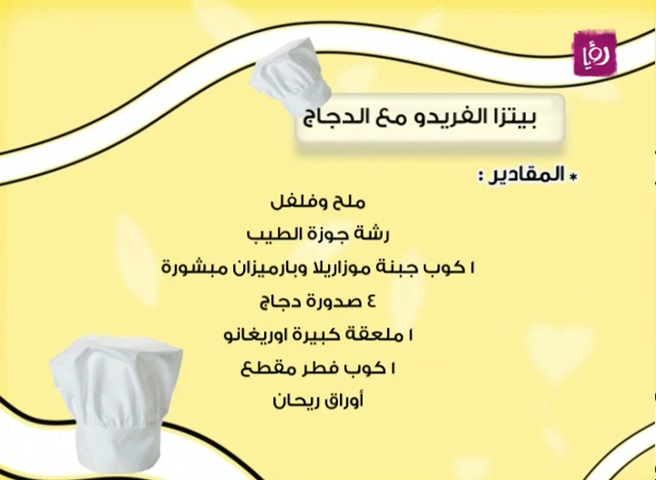 رؤيا
بيتزا الفريدو مع الدجاج
* المقادير :
ملح وفلفل
رشة جوزة الطيب
١ كوب جبنة موزاريلا وبارميزان مبشورة
٤ صدورة دجاج
١ ملعقة كبيرة اوريغانو
١ كوب فطر مقطع
أوراق ريحان